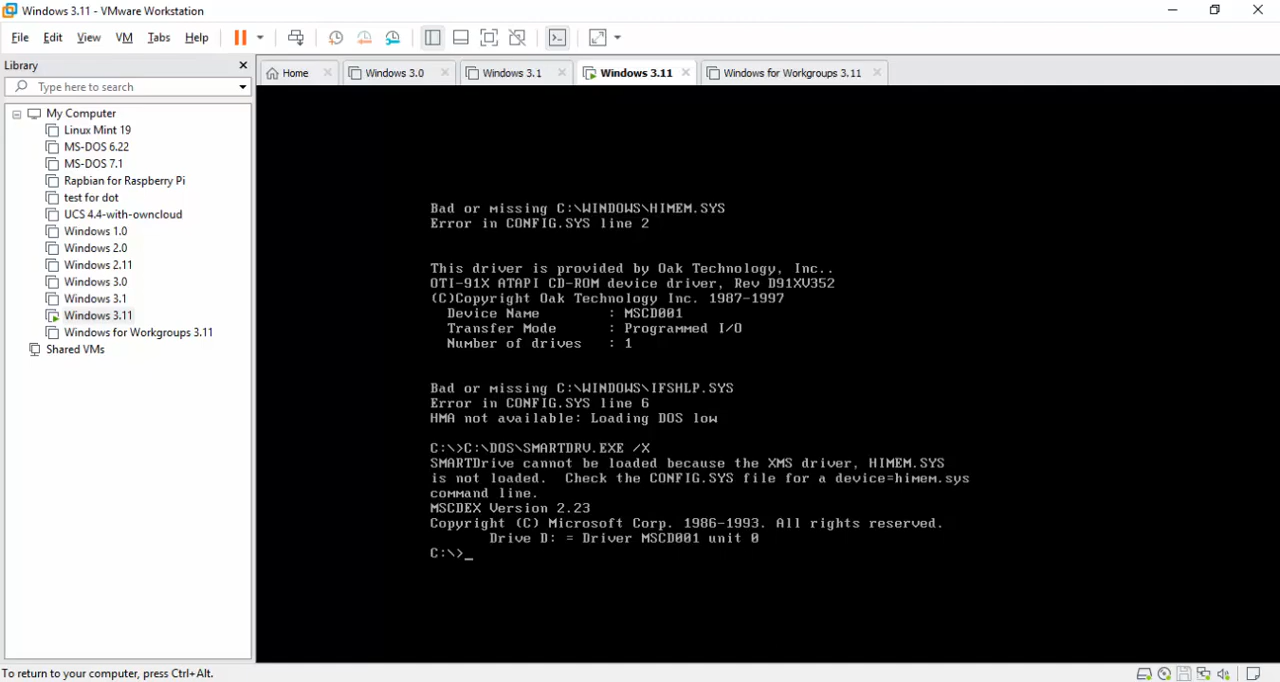 Windows 3.11 - VMware Workstation
File Edit View VM Tabs Help
Library
Type here to search
My Computer
Linux Mint 19
MS-DOS 6.22
MS-DOS 7.1
Rapbian for Raspberry Pi
test for dot
UCS 4.4-with-owncloud
Windows 1.0
Windows 2.0
Windows 2.11
Windows 3.0
Windows 3.1
Windows 3.11
Windows for Workgroups 3.11
Shared VMs
Home Windows 3.0 Windows 3.1 Windows 3.11 Windows for Workgroups 3.11
Bad or missing C:\WINDOWS\HIMEM.SYS
Error in CONFIG.SYS line 2
This driver is provided by Oak Technology, Inc..
OTI-91X ATAPI CD-ROM device driver, Rev D91XV352
(C)Copyright Oak Technology Inc. 1987-1997
Device Name : MSCD001
Transfer Mode : Programmed I/O
Number of drives : 1
Bad or missing C:\WINDOWS\IFSHLP.SYS
Error in CONFIG.SYS line 6
HMA not available: Loading DOS low
C:\>C:\DOS\SMARTDRV.EXE /X
SMARTDrive cannot be loaded because the XMS driver, HIMEM.SYS
is not loaded.  Check the CONFIG.SYS file for a device=himem.sys
command line.
MSCDEX Version 2.23
Copyright (C) Microsoft Corp. 1986-1993. All rights reserved.
Drive D: = Driver MSCD001 unit 0
C:\>_
To return to your computer, press Ctrl+Alt.